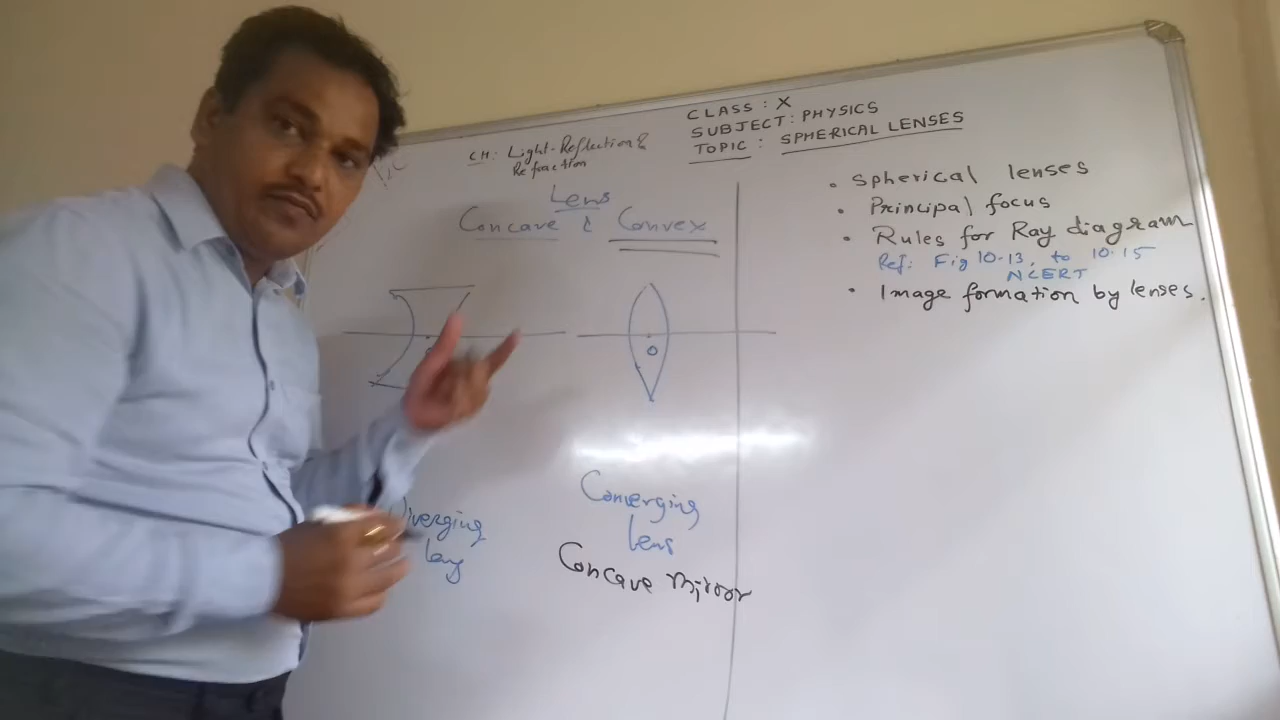 CLASS : X
SUBJECT: PHYSICS
TOPIC : SPHERICAL LENSES
CH: Light-Reflection &
Refraction
Lens
Concave & Convex
O
Diverging
Converging
lens
Concave Mirror
• Spherical lenses
• Principal focus
• Rules for Ray diagram
Ref: Fig 10.13, to 10.15
NCERT
• Image formation by lenses.